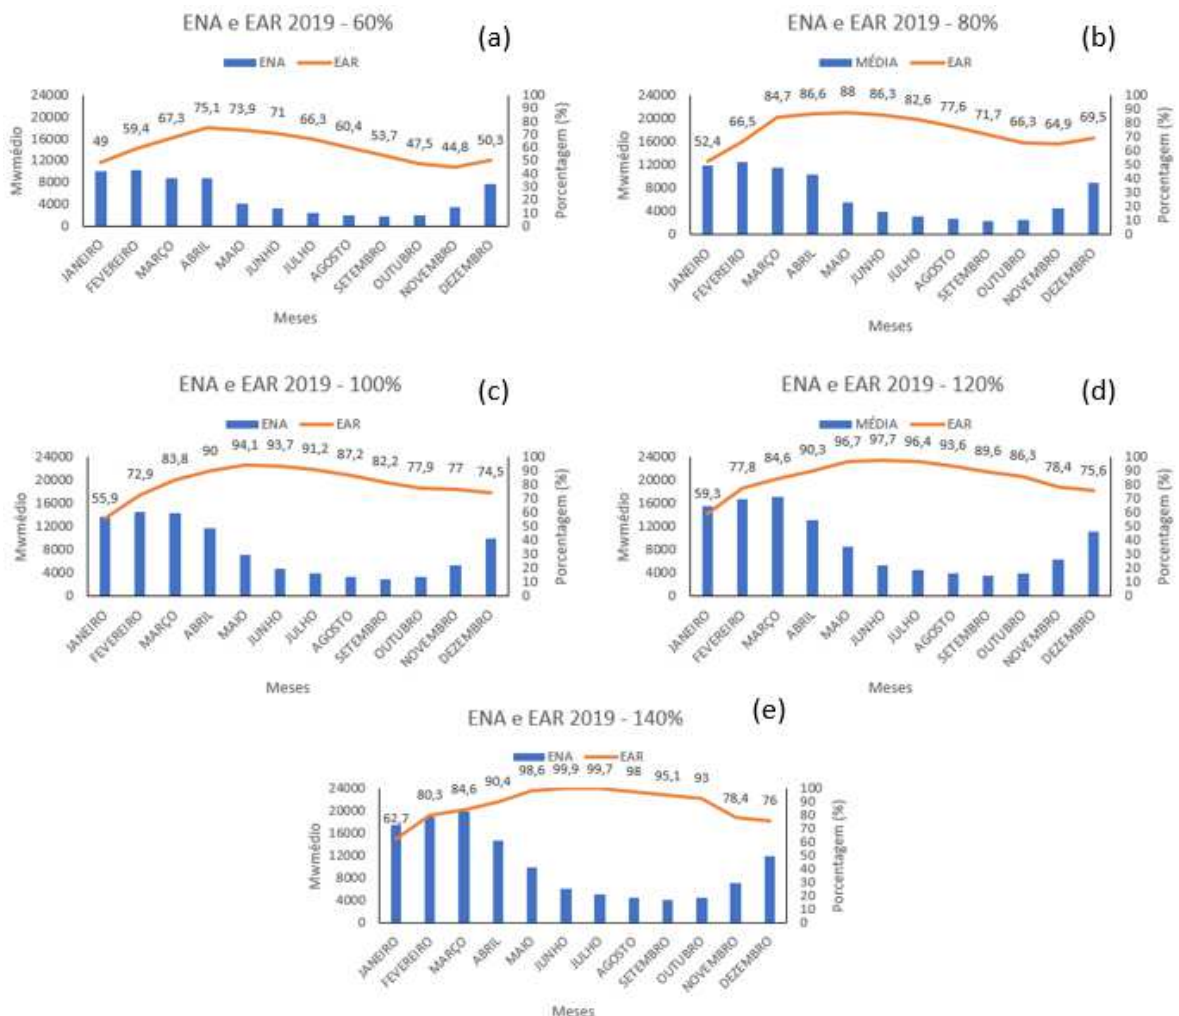 ENA e EAR 2019 - 60%
(a)
ENA EAR
Mwmédio
24000
20000
16000
12000
8000
4000
0
49 59,4 67,3 75,1 73,9 71 66,3 60,4 53,7 47,5 44,8 50,3
100
90
80
70
60
50
40
30
20
10
0
Porcentagem (%)
JANEIRO FEVEREIRO MARÇO ABRIL MAIO JUNHO JULHO AGOSTO SETEMBRO OUTUBRO NOVEMBRO DEZEMBRO
Meses
ENA e EAR 2019 - 80%
(b)
MÉDIA EAR
Mwmédio
24000
20000
16000
12000
8000
4000
0
52,4 66,5 84,7 86,6 88 86,3 82,6 77,6 71,7 66,3 64,9 69,5
100
90
80
70
60
50
40
30
20
10
0
Porcentagem (%)
JANEIRO FEVEREIRO MARÇO ABRIL MAIO JUNHO JULHO AGOSTO SETEMBRO OUTUBRO NOVEMBRO DEZEMBRO
Meses
ENA e EAR 2019 - 100%
(c)
ENA EAR
Mwmédio
24000
20000
16000
12000
8000
4000
0
55,9 72,9 83,8 90 94,1 93,7 91,2 87,2 82,2 77,9 77 74,5
100
90
80
70
60
50
40
30
20
10
0
Porcentagem (%)
JANEIRO FEVEREIRO MARÇO ABRIL MAIO JUNHO JULHO AGOSTO SETEMBRO OUTUBRO NOVEMBRO DEZEMBRO
Meses
ENA e EAR 2019 - 120%
(d)
MÉDIA EAR
Mwmédio
24000
20000
16000
12000
8000
4000
0
59,3 77,8 84,6 90,3 96,7 97,7 96,4 93,6 89,6 86,3 78,4 75,6
100
90
80
70
60
50
40
30
20
10
0
Porcentagem (%)
JANEIRO FEVEREIRO MARÇO ABRIL MAIO JUNHO JULHO AGOSTO SETEMBRO OUTUBRO NOVEMBRO DEZEMBRO
Meses
ENA e EAR 2019 - 140%
(e)
ENA EAR
Mwmédio
24000
20000
16000
12000
8000
4000
0
62,7 80,3 84,6 90,4 98,6 99,9 99,7 98 95,1 93 78,4 76
100
90
80
70
60
50
40
30
20
10
0
Porcentagem (%)
JANEIRO FEVEREIRO MARÇO ABRIL MAIO JUNHO JULHO AGOSTO SETEMBRO OUTUBRO NOVEMBRO DEZEMBRO
Meses